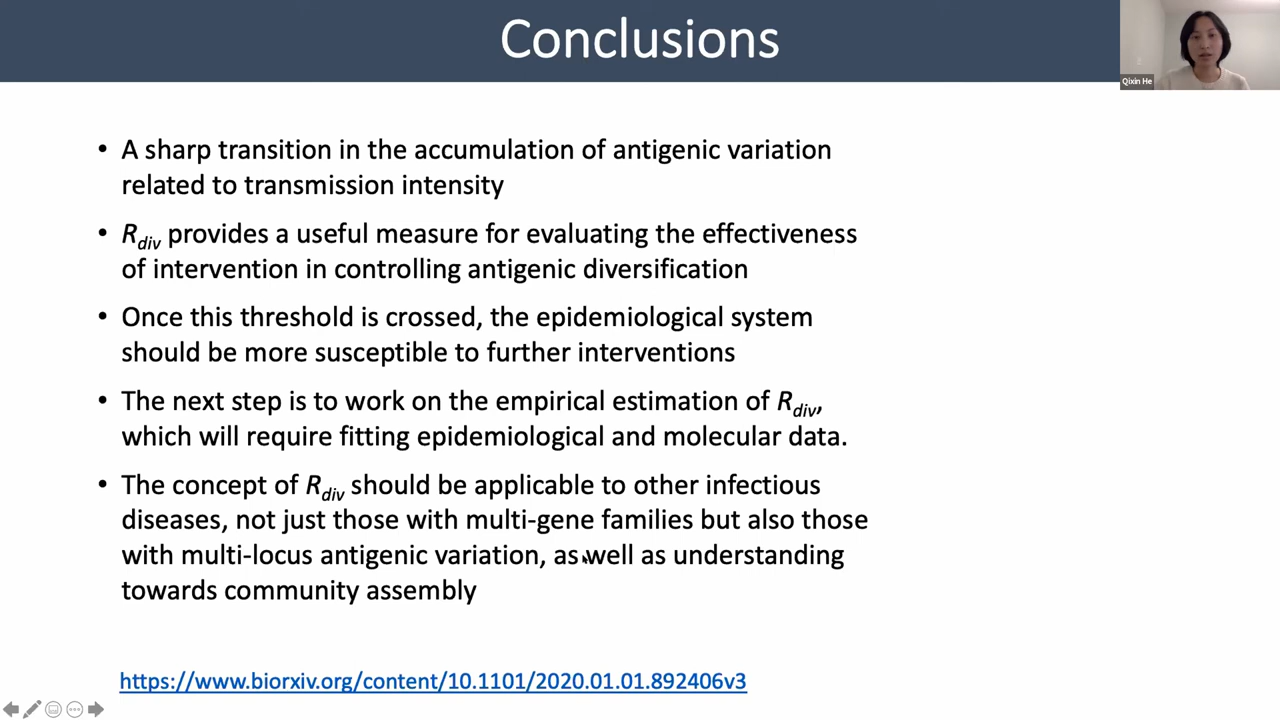 Conclusions
Qixin He
• A sharp transition in the accumulation of antigenic variation
related to transmission intensity
• Rdiv provides a useful measure for evaluating the effectiveness
of intervention in controlling antigenic diversification
• Once this threshold is crossed, the epidemiological system
should be more susceptible to further interventions
• The next step is to work on the empirical estimation of Rdiv,
which will require fitting epidemiological and molecular data.
• The concept of Rdiv should be applicable to other infectious
diseases, not just those with multi-gene families but also those
with multi-locus antigenic variation, as well as understanding
towards community assembly
https://www.biorxiv.org/content/10.1101/2020.01.01.892406v3